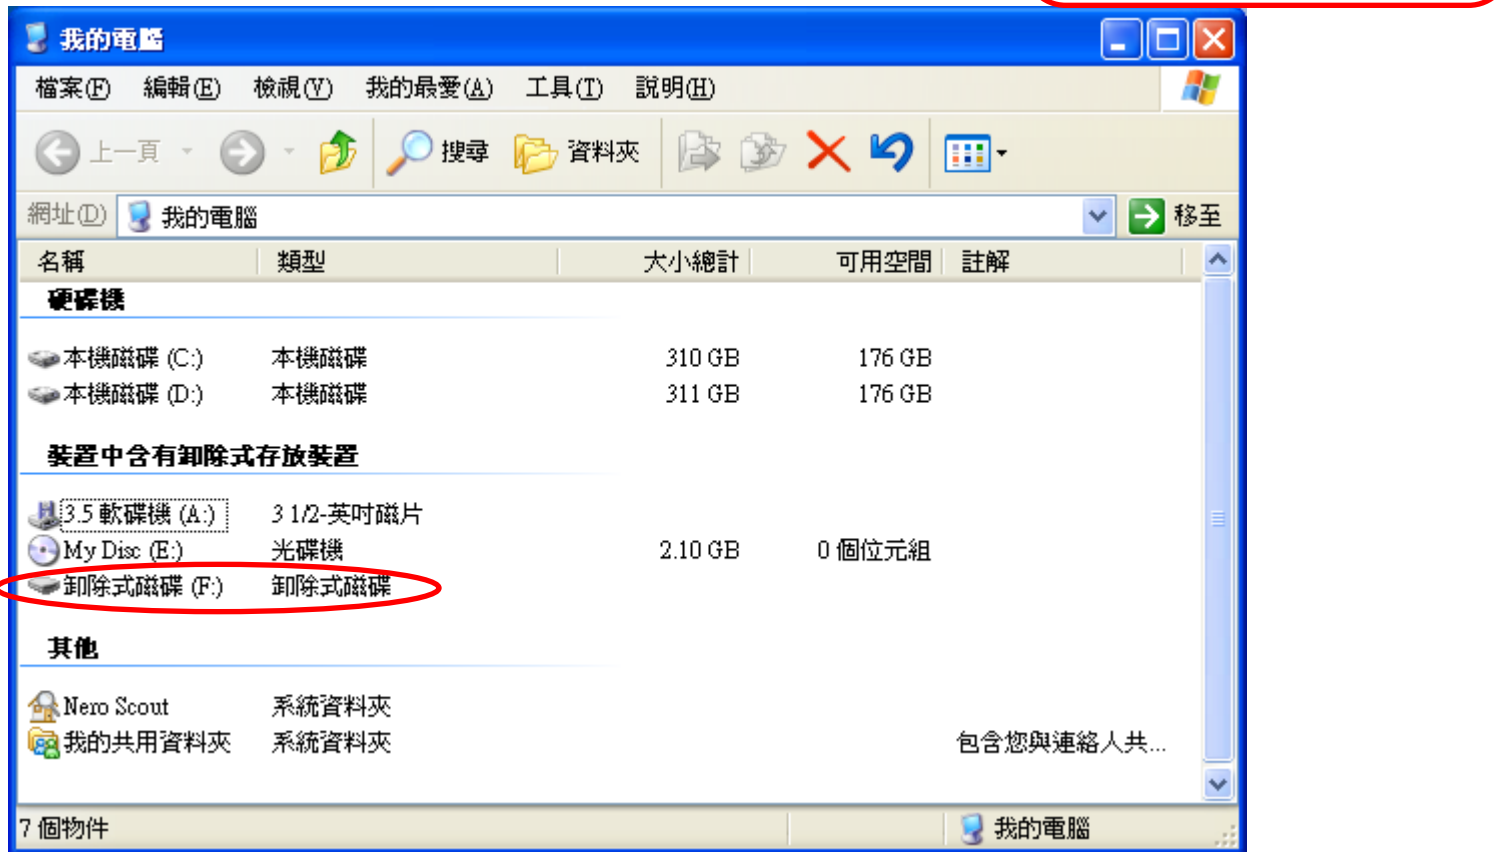 我的電腦
檔案(F) 編輯(E) 檢視(V) 我的最愛(A) 工具(T) 說明(H)
上一頁 搜尋 資料夾
網址(D) 我的電腦 移至
名稱 類型 大小總計 可用空間 註解
硬碟機
本機磁碟 (C:) 本機磁碟 310 GB 176 GB
本機磁碟 (D:) 本機磁碟 311 GB 176 GB
裝置中含有卸除式存放裝置
3.5 軟碟機 (A:) 3 1/2-英吋磁片
My Disc (E:) 光碟機 2.10 GB 0 個位元組
卸除式磁碟 (F:) 卸除式磁碟
其他
Nero Scout 系統資料夾
我的共用資料夾 系統資料夾 包含您與連絡人共...
7 個物件 我的電腦